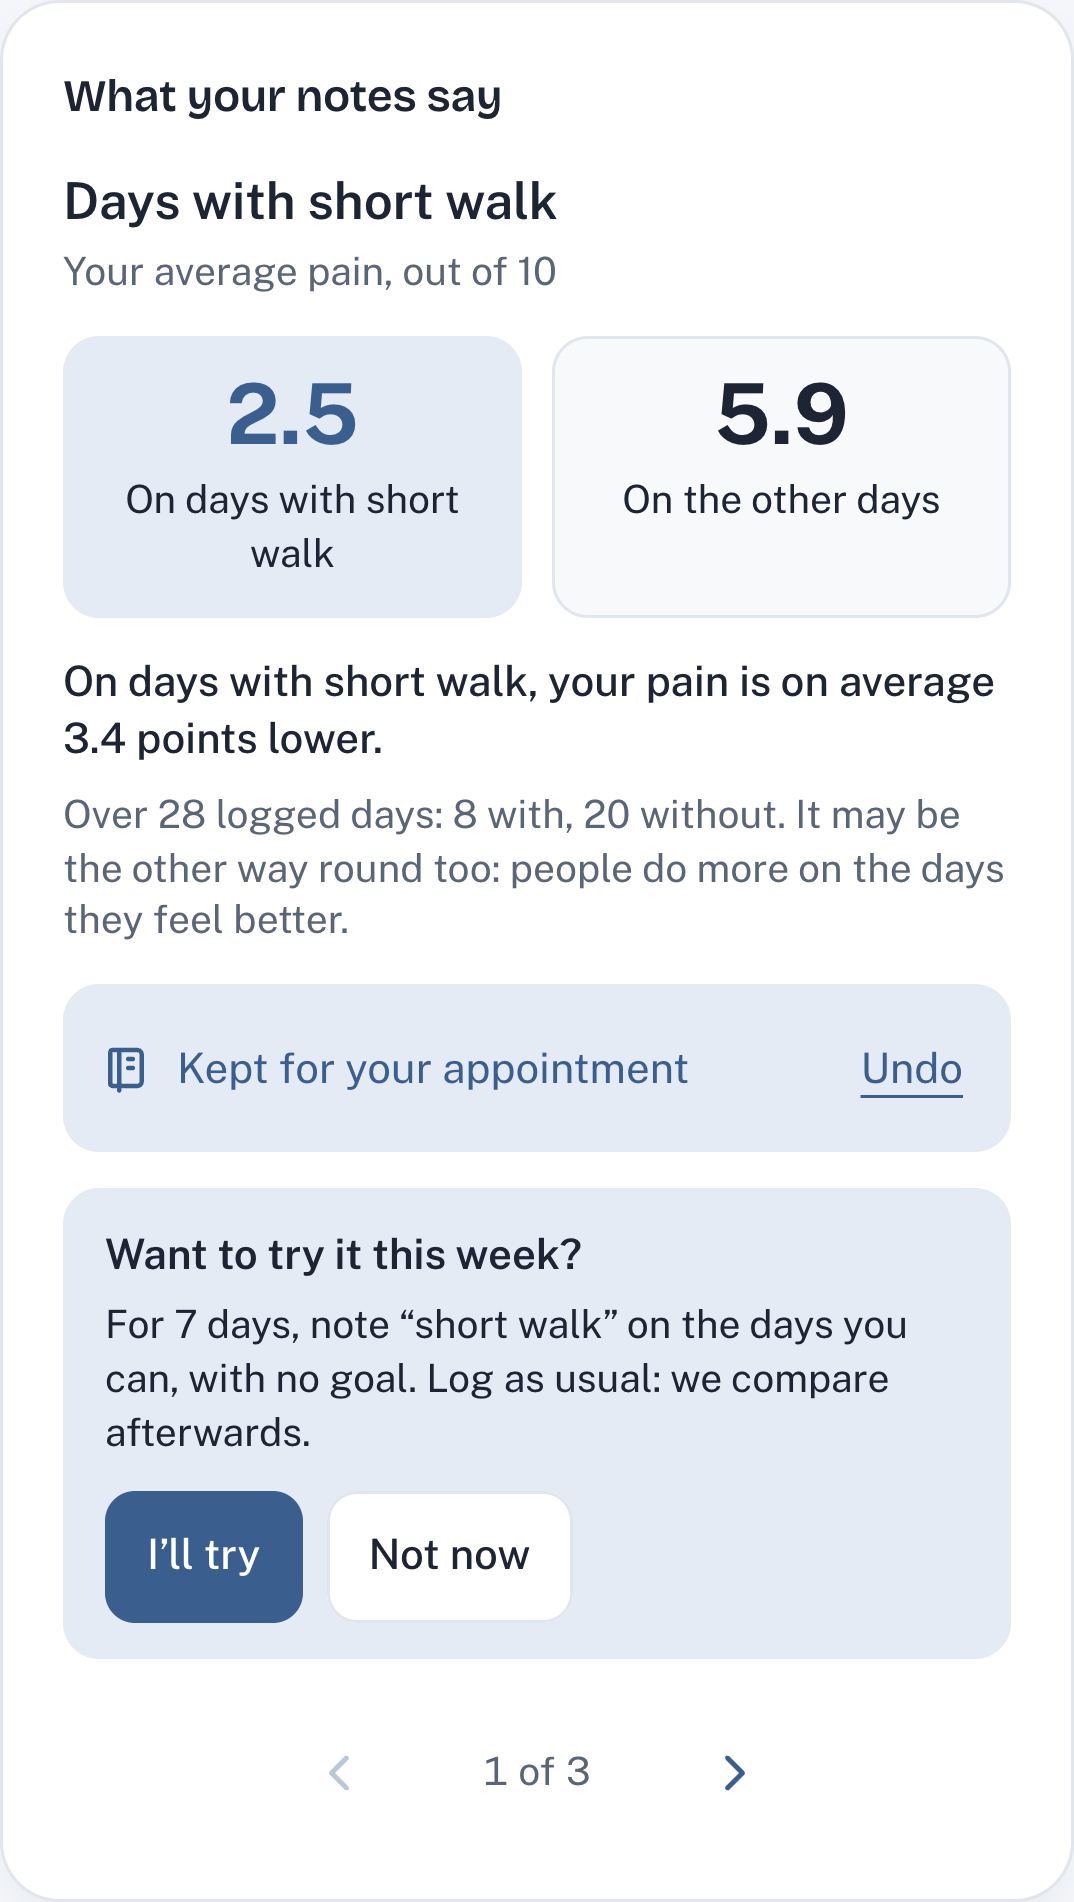 What your notes say
Days with short walk
Your average pain, out of 10
2.5
On days with short
walk
5.9
On the other days
On days with short walk, your pain is on average
3.4 points lower.
Over 28 logged days: 8 with, 20 without. It may be
the other way round too: people do more on the days
they feel better.
Kept for your appointment
Undo
Want to try it this week?
For 7 days, note “short walk” on the days you
can, with no goal. Log as usual: we compare
afterwards.
I’ll try
Not now
1 of 3